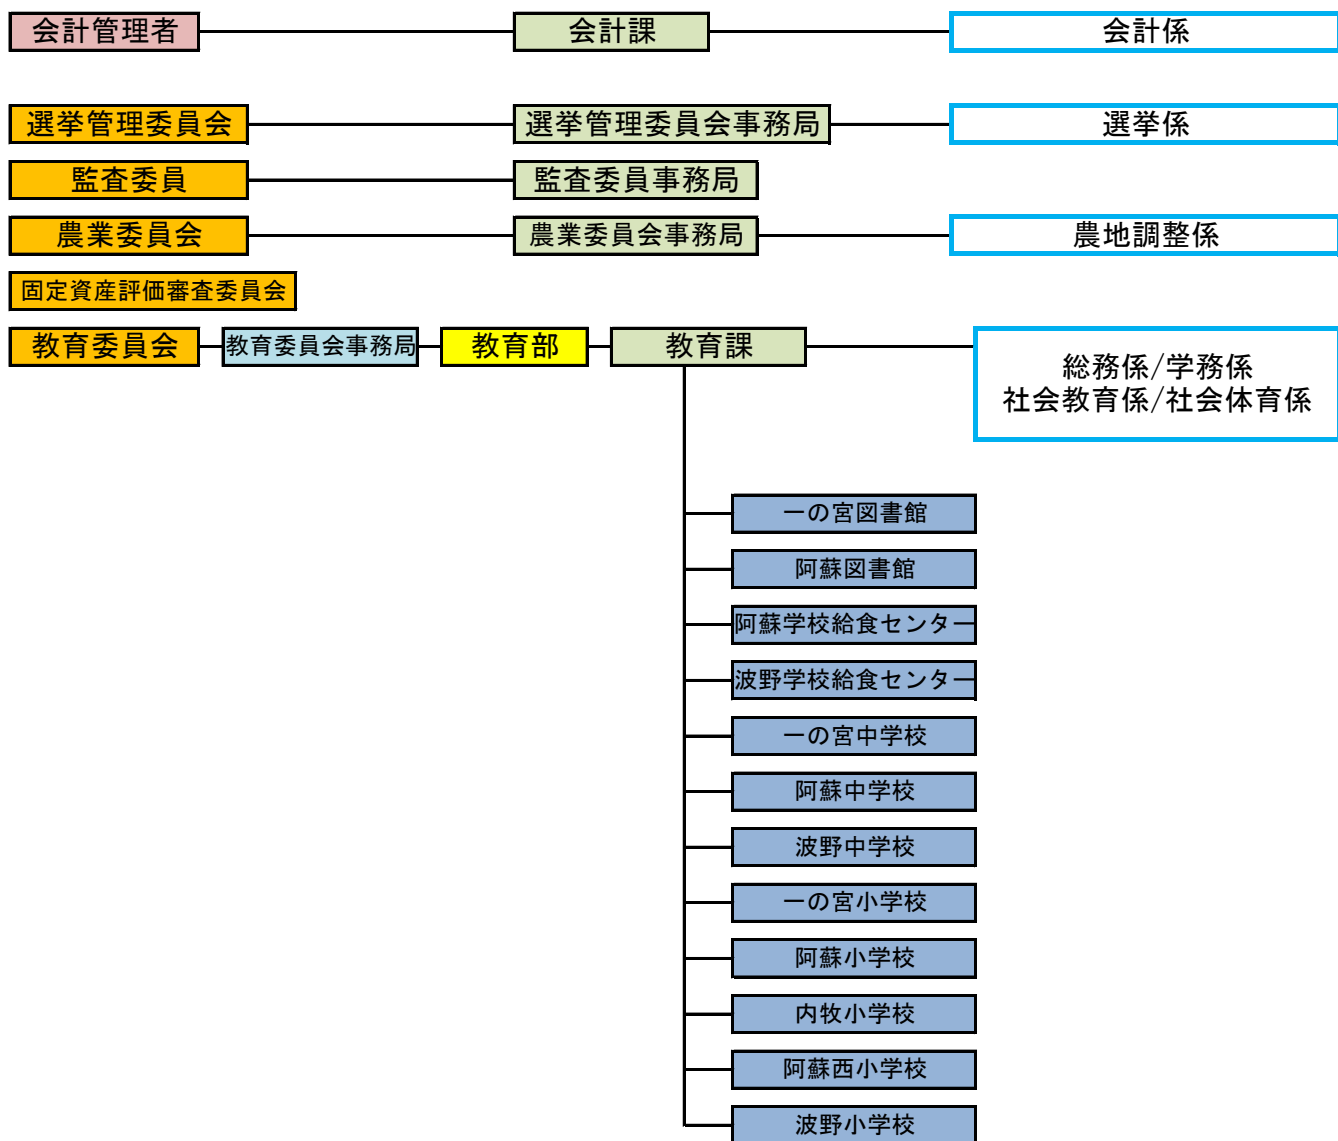 会計管理者
会計課
会計係
選挙管理委員会
選挙管理委員会事務局
選挙係
監査委員
監査委員事務局
農業委員会
農業委員会事務局
農地調整係
固定資産評価審査委員会
教育委員会
教育委員会事務局
教育部
教育課
総務係/学務係
社会教育係/社会体育係
一の宮図書館
阿蘇図書館
阿蘇学校給食センター
波野学校給食センター
一の宮中学校
阿蘇中学校
波野中学校
一の宮小学校
阿蘇小学校
内牧小学校
阿蘇西小学校
波野小学校